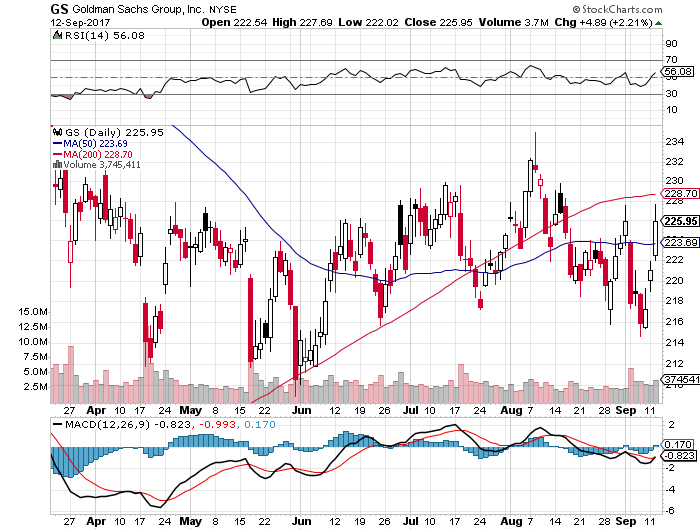 GS Goldman Sachs Group, Inc. NYSE © StockCharts.com
12-Sep-2017 Open 222.54 High 227.69 Low 222.02 Close 225.95 Volume 3.7M Chg +4.89 (+2.21%)
RSI(14) 56.08
90
70
56.08
50
30
10
GS (Daily) 225.95
MA(50) 223.69
MA(200) 228.70
Volume 3,745,411
234
232
230
228.70
228
225.95
224
223.69
222
220
218
216
214
212
3745411
15.0M
12.5M
10.0M
7.5M
5.0M
2.5M
27 Apr 10 17 24 May 8 15 22 Jun 12 19 26 Jul 10 17 24 Aug 7 14 21 28 Sep 11
MACD(12,26,9) -0.823, -0.993, 0.170
2
1
0.170
-0.823
-2
-3
-4
-5
27 Apr 10 17 24 May 8 15 22 Jun 12 19 26 Jul 10 17 24 Aug 7 14 21 28 Sep 11